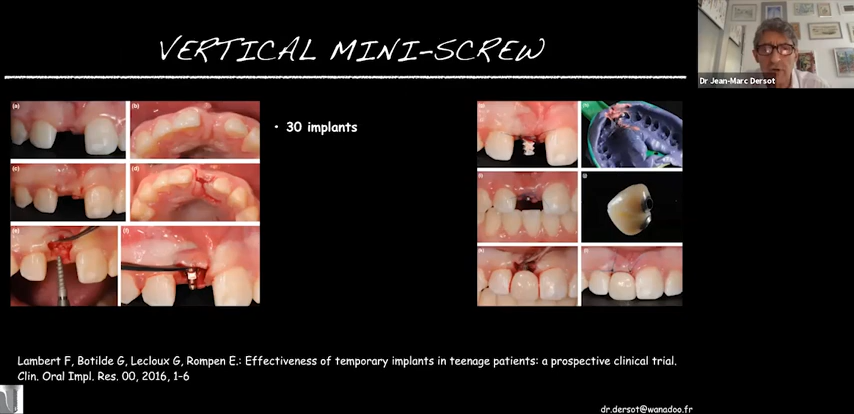 VERTICAL MINI-SCREW
Dr Jean-Marc Dersot
(a)
(b)
• 30 implants
(c)
(d)
(e)
(f)
(g)
(i)
(j)
(k)
Lambert F, Botilde G, Lecloux G, Rompen E.: Effectiveness of temporary implants in teenage patients: a prospective clinical trial.
Clin. Oral Impl. Res. 00, 2016, 1-6
dr.dersot@wanadoo.fr